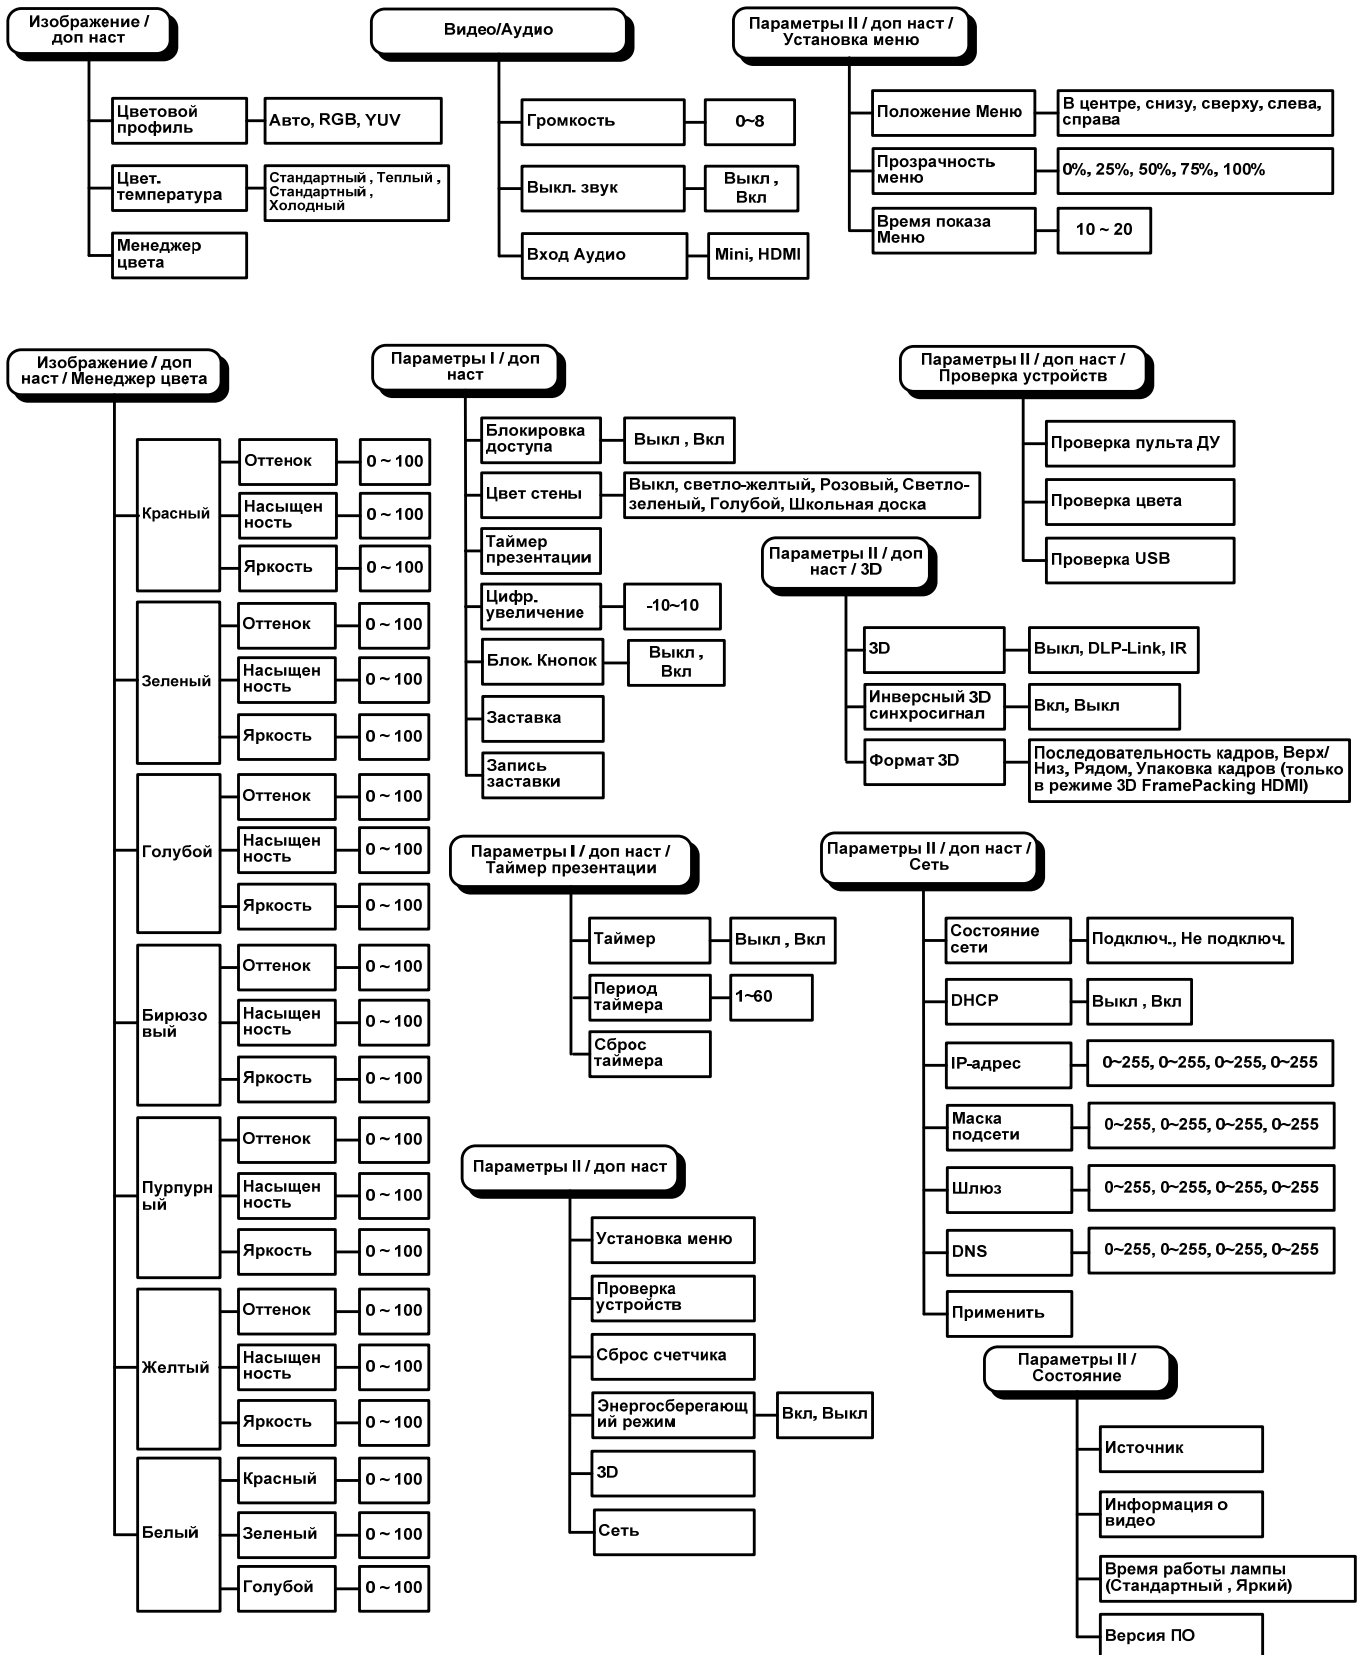 Изображение /
доп наст
Цветовой
профиль
Авто, RGB, YUV
Цвет.
температура
Стандартный , Теплый ,
Стандартный ,
Холодный
Менеджер
цвета
Видео/Аудио
Громкость
0~8
Выкл. звук
Выкл ,
Вкл
Вход Аудио
Mini, HDMI
Параметры II / доп наст /
Установка меню
Положение Меню
В центре, снизу, сверху, слева,
справа
Прозрачность
меню
0%, 25%, 50%, 75%, 100%
Время показа
Меню
10 ~ 20
Изображение / доп
наст / Менеджер цвета
Красный
Оттенок
0 ~ 100
Насыщен
ность
0 ~ 100
Яркость
0 ~ 100
Зеленый
Оттенок
0 ~ 100
Насыщен
ность
0 ~ 100
Яркость
0 ~ 100
Голубой
Оттенок
0 ~ 100
Насыщен
ность
0 ~ 100
Яркость
0 ~ 100
Бирюзо
вый
Оттенок
0 ~ 100
Насыщен
ность
0 ~ 100
Яркость
0 ~ 100
Пурпурн
ый
Оттенок
0 ~ 100
Насыщен
ность
0 ~ 100
Яркость
0 ~ 100
Желтый
Оттенок
0 ~ 100
Насыщен
ность
0 ~ 100
Яркость
0 ~ 100
Белый
Красный
0 ~ 100
Зеленый
0 ~ 100
Голубой
0 ~ 100
Параметры I / доп
наст
Блокировка
доступа
Выкл , Вкл
Цвет стены
Выкл, светло-желтый, Розовый, Светло-
зеленый, Голубой, Школьная доска
Таймер
презентации
Цифр.
увеличение
-10~10
Блок. Кнопок
Выкл ,
Вкл
Заставка
Запись
заставки
Параметры II / доп наст /
Проверка устройств
Проверка пульта ДУ
Проверка цвета
Проверка USB
Параметры II / доп
наст / 3D
3D
Выкл, DLP-Link, IR
Инверсный 3D
синхросигнал
Вкл, Выкл
Формат 3D
Последовательность кадров, Верх/
Низ, Рядом, Упаковка кадров (только
в режиме 3D FramePacking HDMI)
Параметры I / доп наст /
Таймер презентации
Таймер
Выкл , Вкл
Период
таймера
1~60
Сброс
таймера
Параметры II / доп наст /
Сеть
Состояние
сети
Подключ., Не подключ.
DHCP
Выкл , Вкл
IP-адрес
0~255, 0~255, 0~255, 0~255
Маска
подсети
0~255, 0~255, 0~255, 0~255
Шлюз
0~255, 0~255, 0~255, 0~255
DNS
0~255, 0~255, 0~255, 0~255
Применить
Параметры II / доп наст
Установка меню
Проверка
устройств
Сброс счетчика
Энергосберегающ
ий режим
Вкл, Выкл
3D
Сеть
Параметры II /
Состояние
Источник
Информация о
видео
Время работы лампы
(Стандартный , Яркий)
Версия ПО